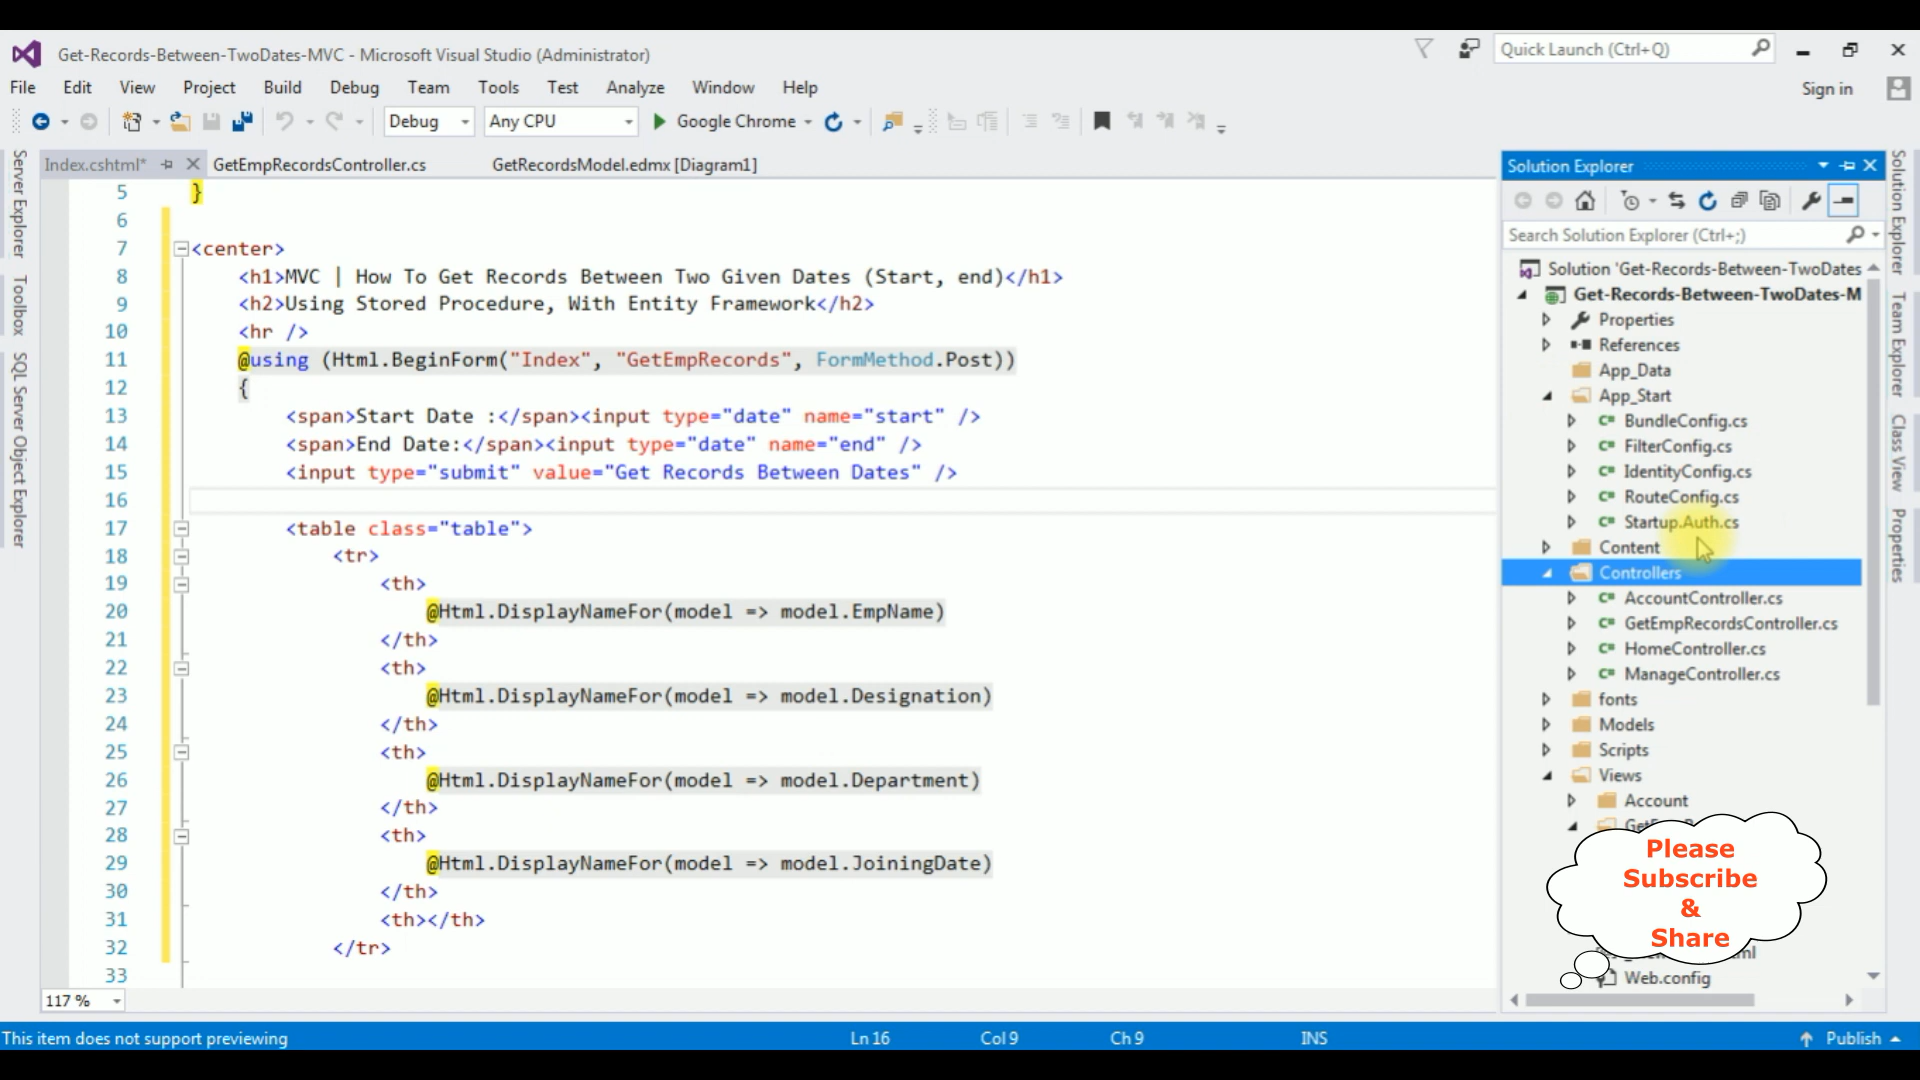 Get-Records-Between-TwoDates-MVC - Microsoft Visual Studio (Administrator)
Quick Launch (Ctrl+Q)
File Edit View Project Build Debug Team Tools Test Analyze Window Help
Sign in
Debug Any CPU Google Chrome
Index.cshtml* GetEmpRecordsController.cs GetRecordsModel.edmx [Diagram1]
Server Explorer
Toolbox
SQL Server Object Explorer
5 }
6
7 <center>
8 <h1>MVC | How To Get Records Between Two Given Dates (Start, end)</h1>
9 <h2>Using Stored Procedure, With Entity Framework</h2>
10 <hr />
11 @using (Html.BeginForm("Index", "GetEmpRecords", FormMethod.Post))
12 {
13 <span>Start Date :</span><input type="date" name="start" />
14 <span>End Date:</span><input type="date" name="end" />
15 <input type="submit" value="Get Records Between Dates" />
16
17 <table class="table">
18 <tr>
19 <th>
20 @Html.DisplayNameFor(model => model.EmpName)
21 </th>
22 <th>
23 @Html.DisplayNameFor(model => model.Designation)
24 </th>
25 <th>
26 @Html.DisplayNameFor(model => model.Department)
27 </th>
28 <th>
29 @Html.DisplayNameFor(model => model.JoiningDate)
30 </th>
31 <th></th>
32 </tr>
33
117 %
Solution Explorer
Search Solution Explorer (Ctrl+;)
Solution 'Get-Records-Between-TwoDates
Get-Records-Between-TwoDates-M
Properties
References
App_Data
App_Start
BundleConfig.cs
FilterConfig.cs
IdentityConfig.cs
RouteConfig.cs
Startup.Auth.cs
Content
Controllers
AccountController.cs
GetEmpRecordsController.cs
HomeController.cs
ManageController.cs
fonts
Models
Scripts
Views
Account
Please
Subscribe
&
Share
Web.config
Solution Explorer
Team Explorer
Class View
Properties
This item does not support previewing Ln 16 Col 9 Ch 9 INS Publish